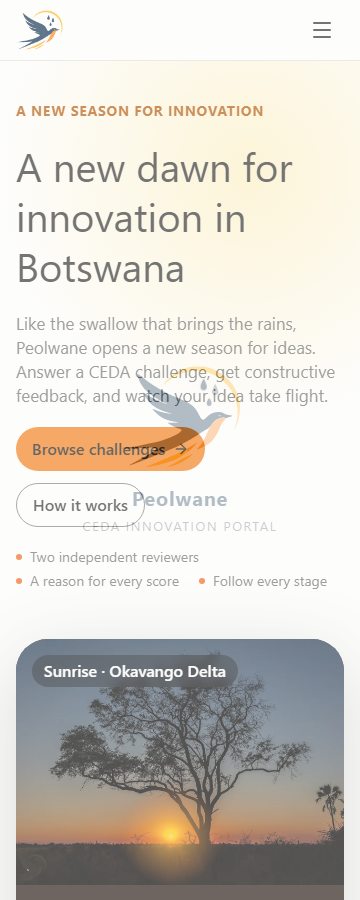 A NEW SEASON FOR INNOVATION
A new dawn for
innovation in
Botswana
Like the swallow that brings the rains,
Peolwane opens a new season for ideas.
Answer a CEDA challenge, get constructive
feedback, and watch your idea take flight.
Browse challenges →
How it works
Peolwane
CEDA INNOVATION PORTAL
Two independent reviewers
A reason for every score
Follow every stage
Sunrise · Okavango Delta